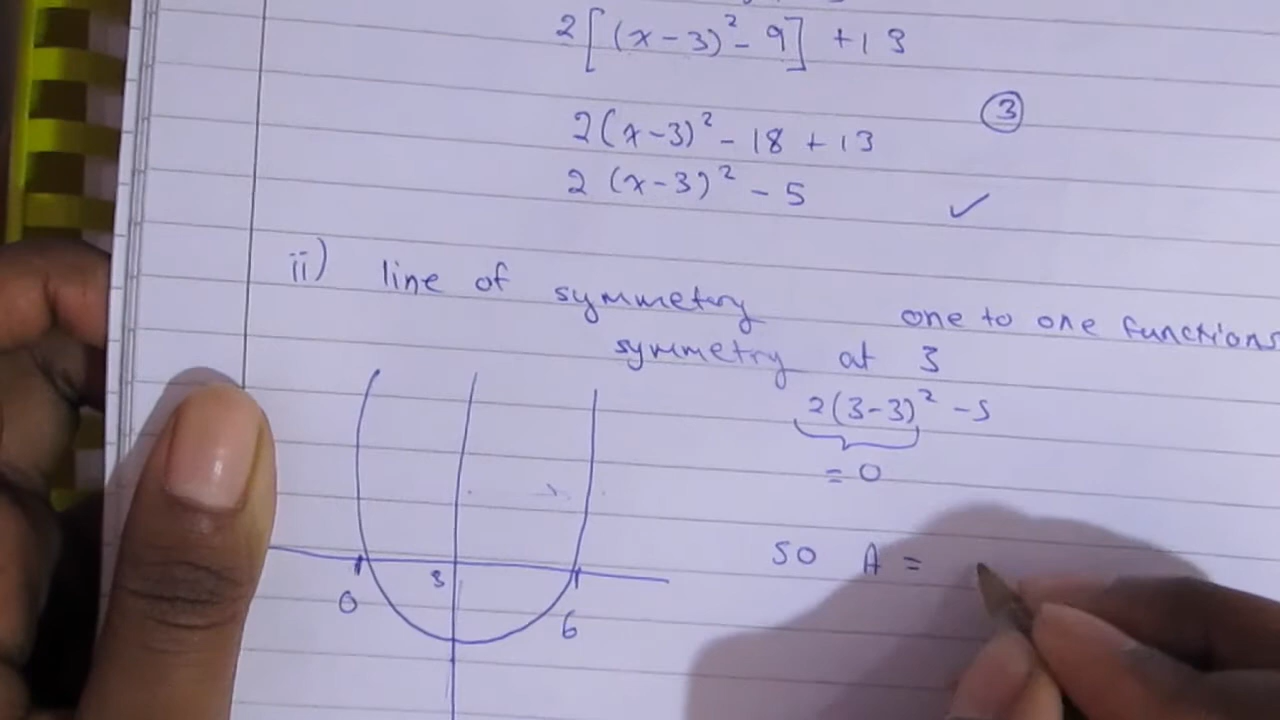 2[(x-3)² - 9] + 13
③
2(x-3)² - 18 + 13
2(x-3)² - 5 ✓
ii) line of symmetry one to one functions
symmetry at 3
2(3-3)² - 5
= 0
so A =
3
0
6